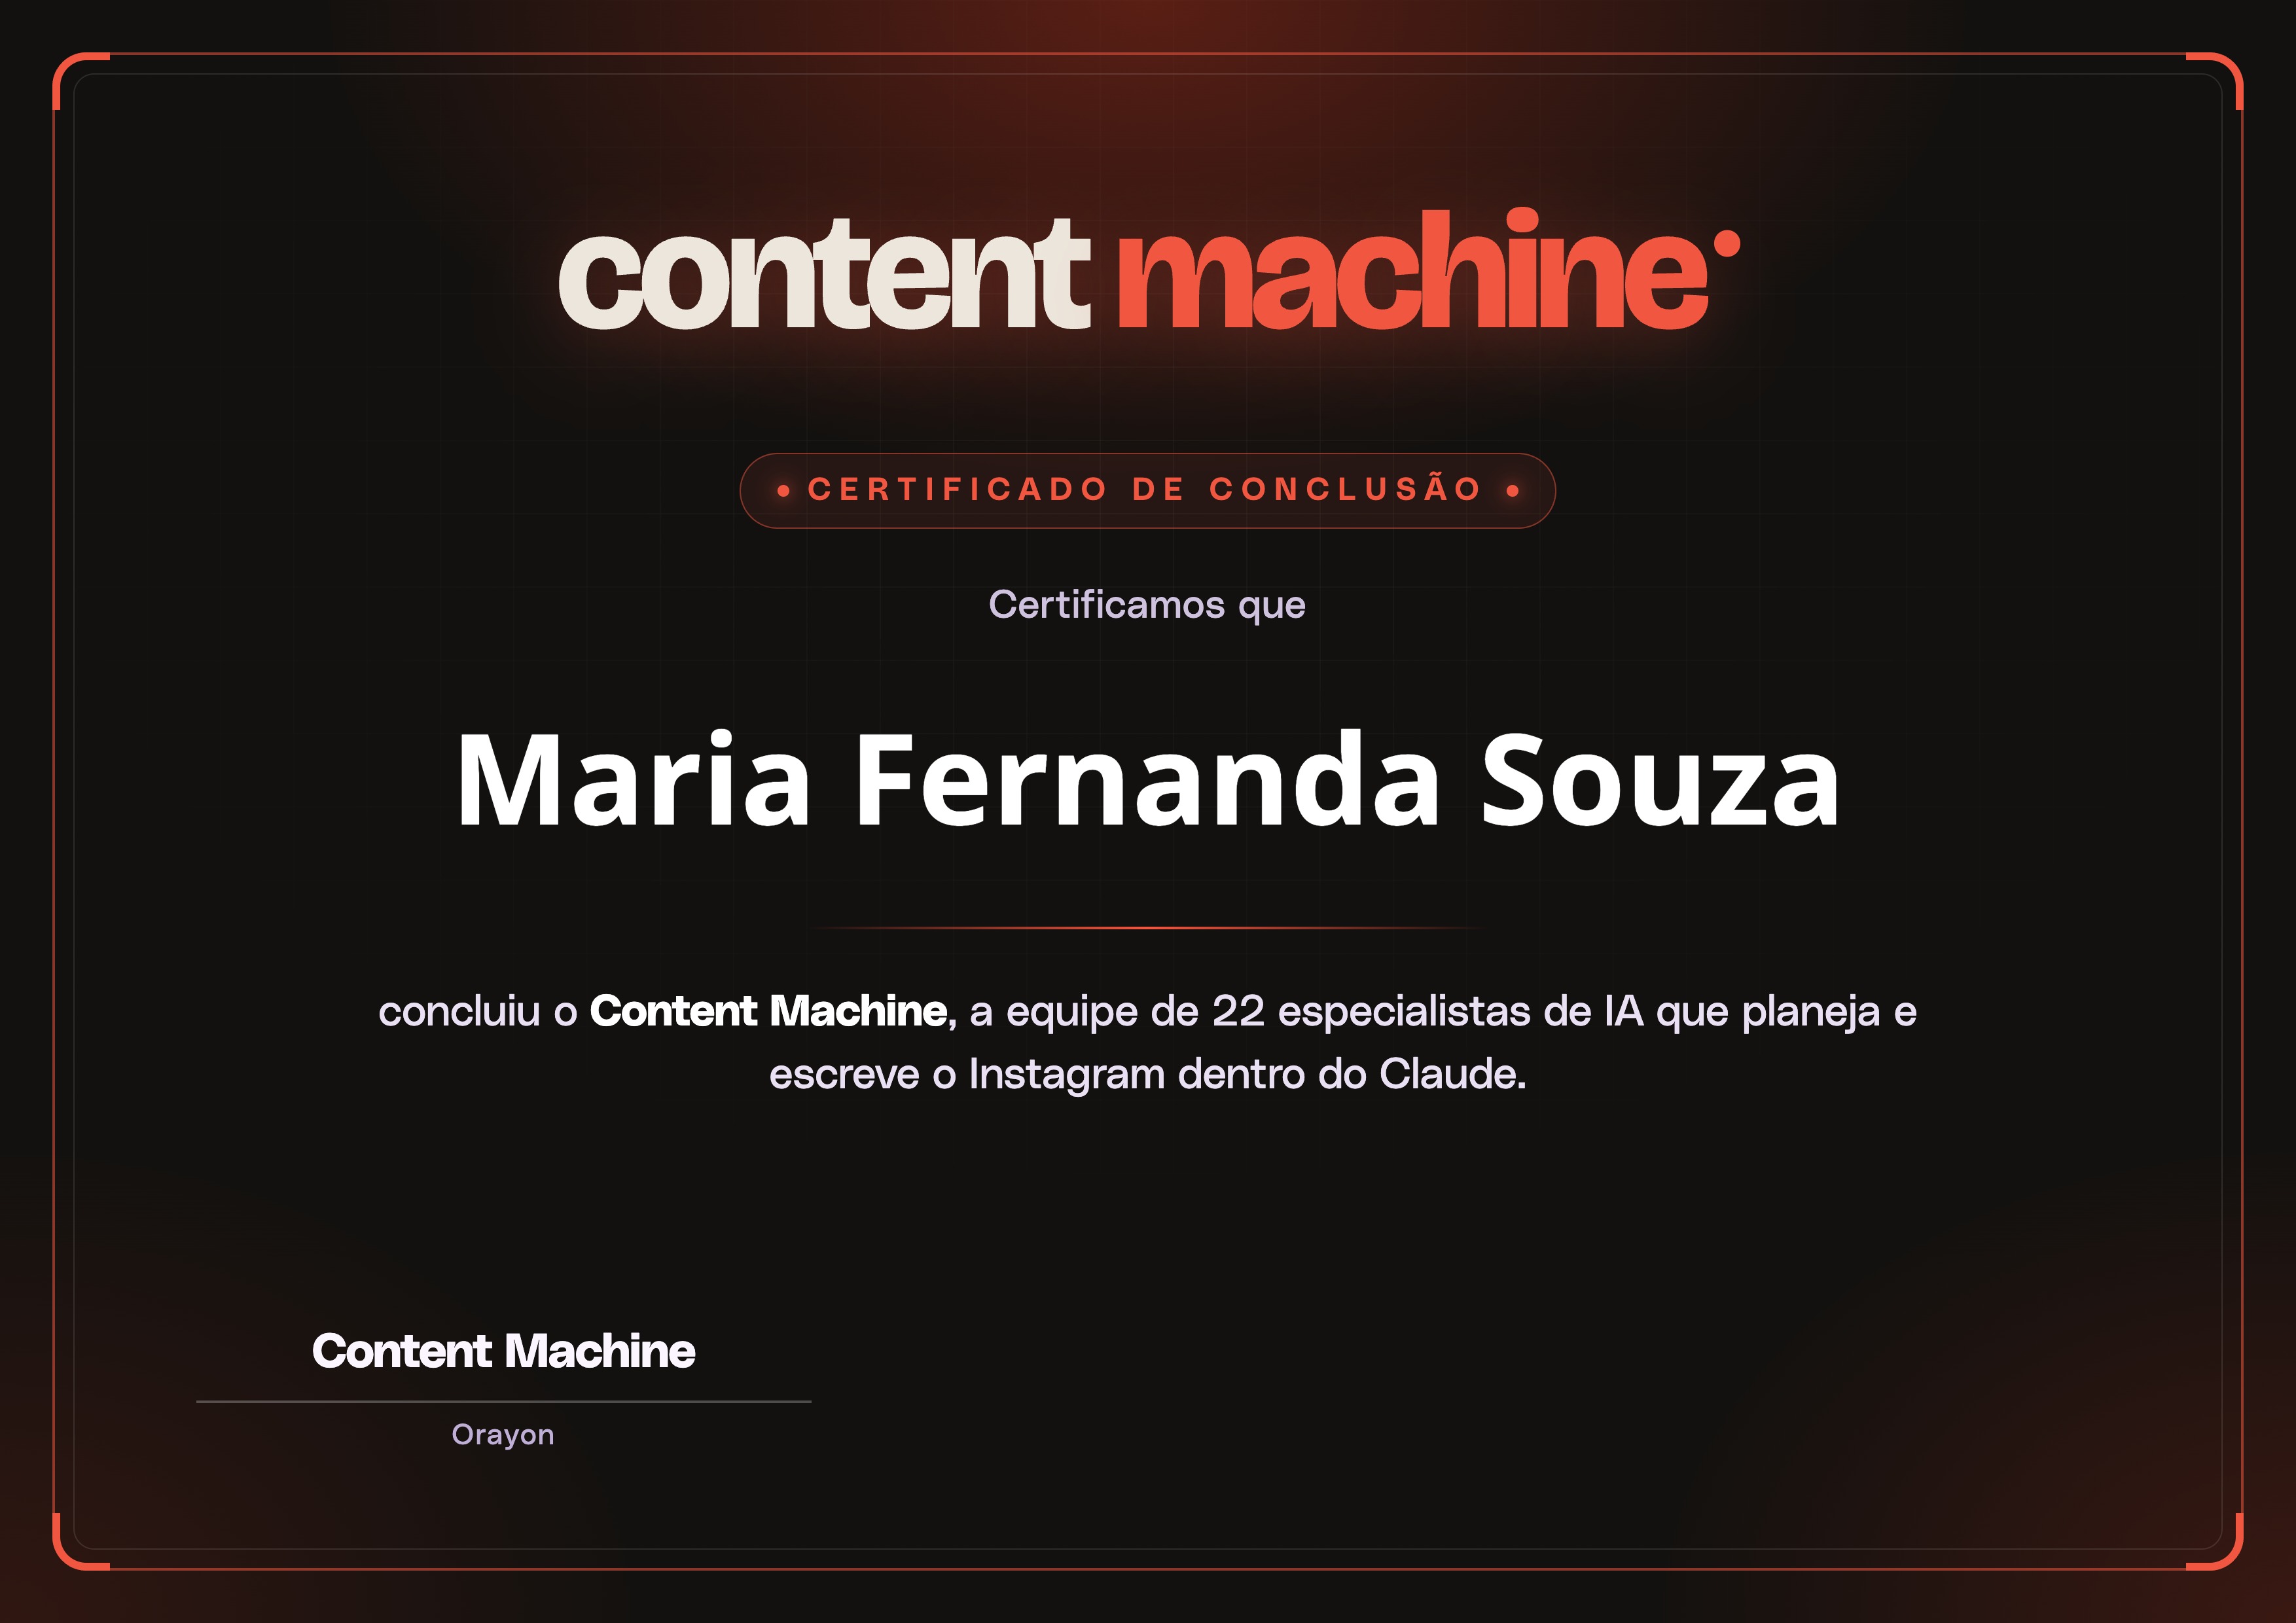 content machine
CERTIFICADO DE CONCLUSÃO
Certificamos que
Maria Fernanda Souza
concluiu o Content Machine, a equipe de 22 especialistas de IA que planeja e
escreve o Instagram dentro do Claude.
Content Machine
Orayon